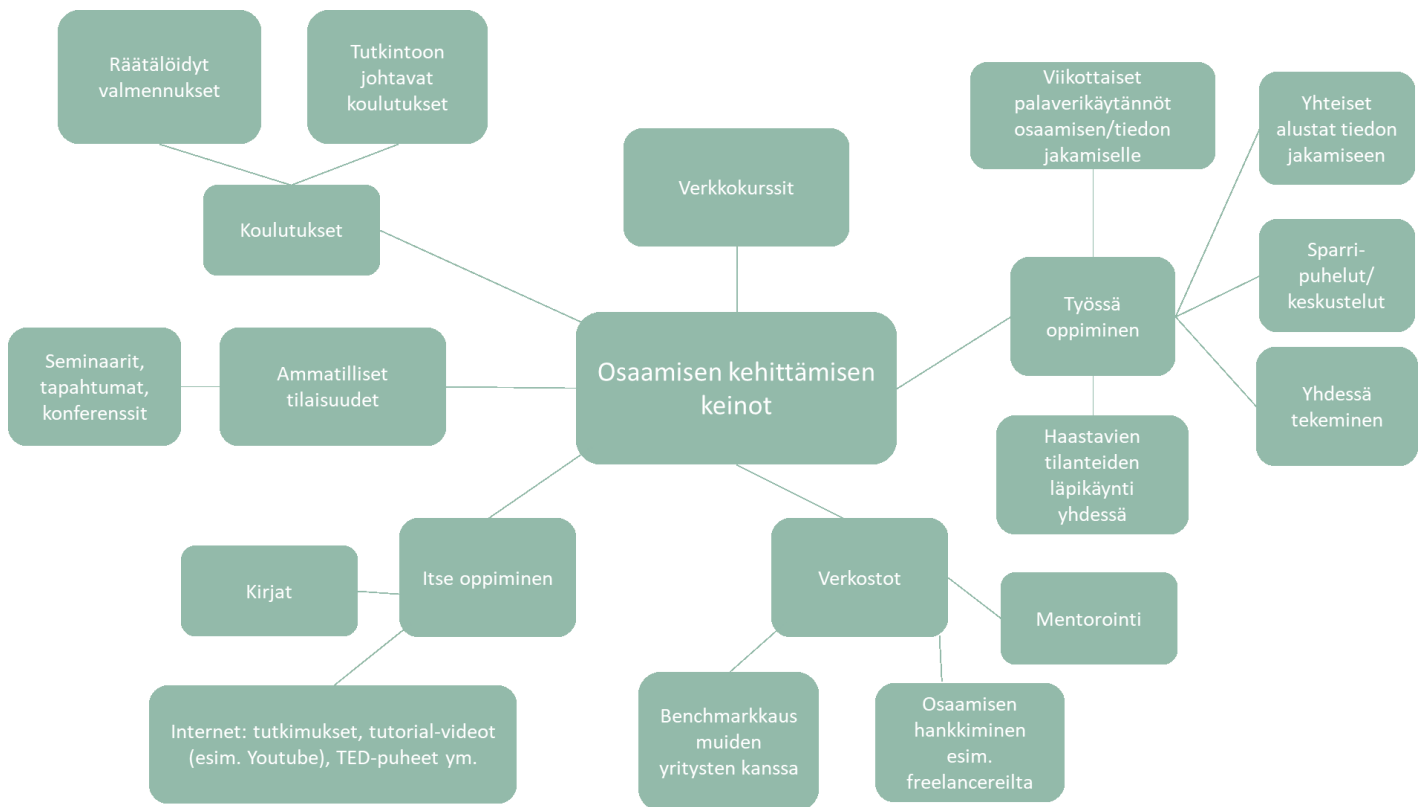 Räätälöidyt
valmennukset
Tutkintoon
johtavat
koulutukset
Koulutukset
Verkkokurssit
Viikottaiset
palaverikäytännöt
osaamisen/tiedon
jakamiselle
Yhteiset
alustat tiedon
jakamiseen
Sparri-
puhelut/
keskustelut
Työssä
oppiminen
Yhdessä
tekeminen
Haastavien
tilanteiden
läpikäynti
yhdessä
Seminaarit,
tapahtumat,
konferenssit
Ammatilliset
tilaisuudet
Osaamisen kehittämisen
keinot
Kirjat
Itse oppiminen
Internet: tutkimukset, tutorial-videot
(esim. Youtube), TED-puheet ym.
Verkostot
Mentorointi
Benchmarkkaus
muiden
yritysten kanssa
Osaamisen
hankkiminen
esim.
freelancereilta